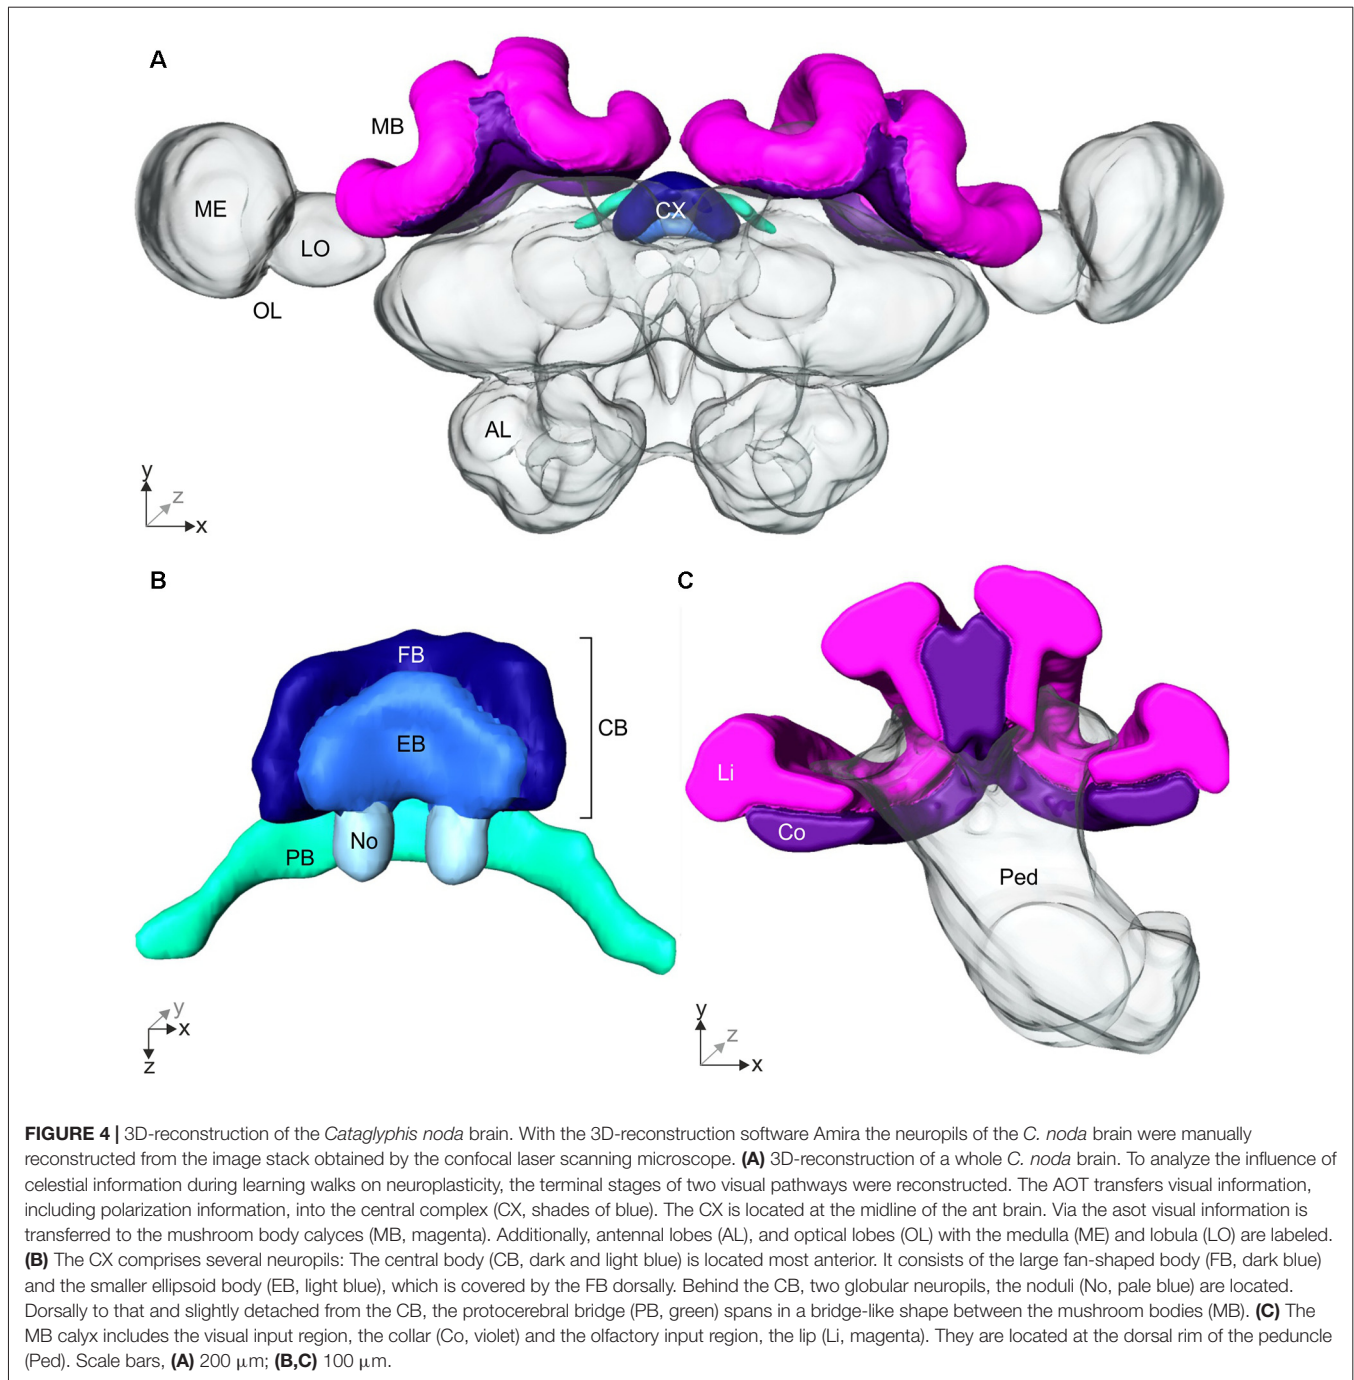 A
MB
ME
LO
OL
CX
AL
y
z
x
B
C
FB
EB
CB
No
PB
Li
Co
Ped
y
x
z
y
z
x
FIGURE 4 | 3D-reconstruction of the Cataglyphis noda brain. With the 3D-reconstruction software Amira the neuropils of the C. noda brain were manually
reconstructed from the image stack obtained by the confocal laser scanning microscope. (A) 3D-reconstruction of a whole C. noda brain. To analyze the influence of
celestial information during learning walks on neuroplasticity, the terminal stages of two visual pathways were reconstructed. The AOT transfers visual information,
including polarization information, into the central complex (CX, shades of blue). The CX is located at the midline of the ant brain. Via the asot visual information is
transferred to the mushroom body calyces (MB, magenta). Additionally, antennal lobes (AL), and optical lobes (OL) with the medulla (ME) and lobula (LO) are labeled.
(B) The CX comprises several neuropils: The central body (CB, dark and light blue) is located most anterior. It consists of the large fan-shaped body (FB, dark blue)
and the smaller ellipsoid body (EB, light blue), which is covered by the FB dorsally. Behind the CB, two globular neuropils, the noduli (No, pale blue) are located.
Dorsally to that and slightly detached from the CB, the protocerebral bridge (PB, green) spans in a bridge-like shape between the mushroom bodies (MB). (C) The
MB calyx includes the visual input region, the collar (Co, violet) and the olfactory input region, the lip (Li, magenta). They are located at the dorsal rim of the peduncle
(Ped). Scale bars, (A) 200 μm; (B,C) 100 μm.